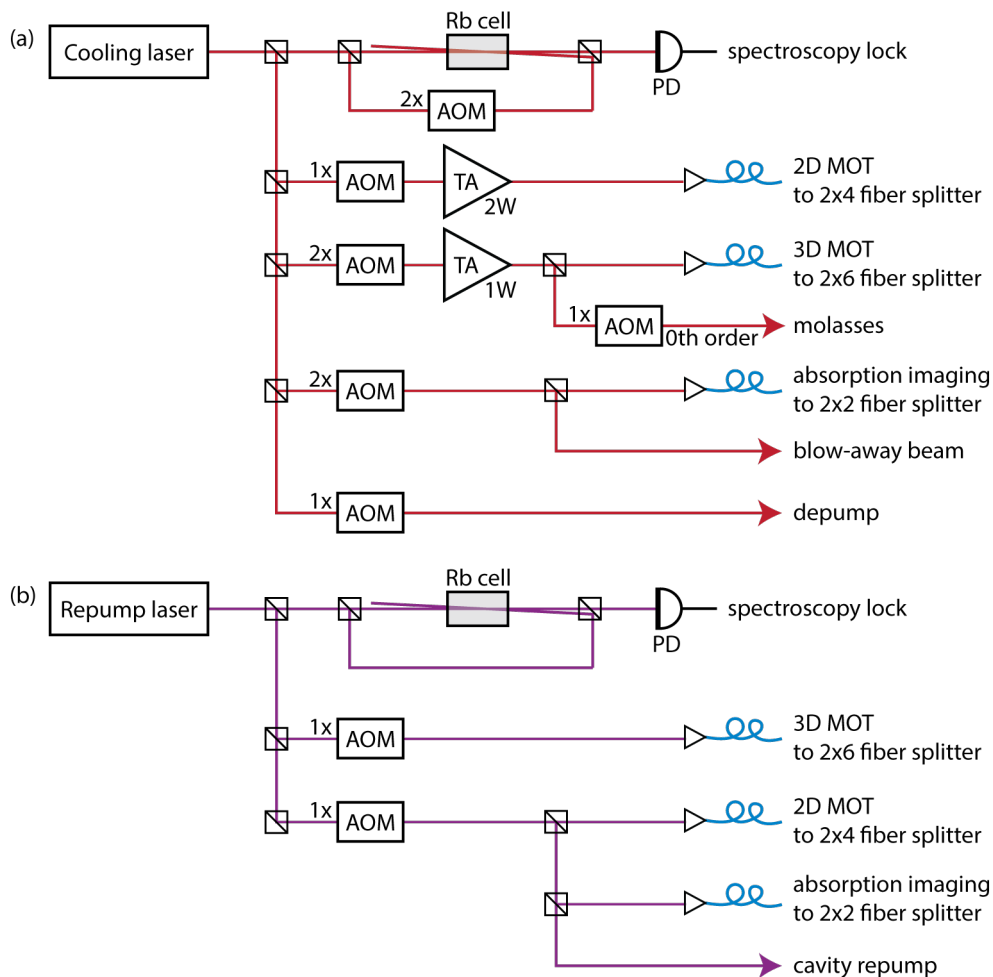 (a)
Cooling laser
Rb cell
PD
spectroscopy lock
2x
AOM
1x
AOM
TA
2W
2D MOT
to 2x4 fiber splitter
2x
AOM
TA
1W
3D MOT
to 2x6 fiber splitter
1x
AOM
0th order
molasses
2x
AOM
absorption imaging
to 2x2 fiber splitter
blow-away beam
1x
AOM
depump
(b)
Repump laser
Rb cell
PD
spectroscopy lock
1x
AOM
3D MOT
to 2x6 fiber splitter
1x
AOM
2D MOT
to 2x4 fiber splitter
absorption imaging
to 2x2 fiber splitter
cavity repump